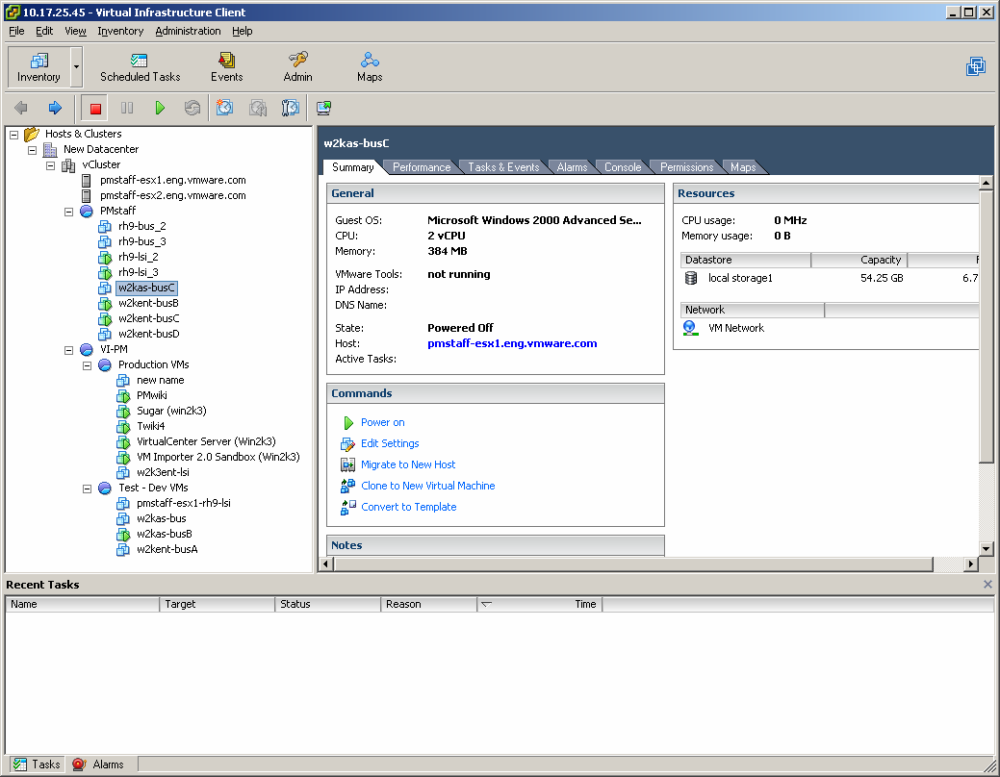 10.17.25.45 - Virtual Infrastructure Client
File Edit View Inventory Administration Help
Inventory Scheduled Tasks Events Admin Maps
Hosts & Clusters
New Datacenter
vCluster
pmstaff-esx1.eng.vmware.com
pmstaff-esx2.eng.vmware.com
PMstaff
rh9-bus_2
rh9-bus_3
rh9-lsi_2
rh9-lsi_3
w2kas-busC
w2kent-busB
w2kent-busC
w2kent-busD
VI-PM
Production VMs
new name
PMwiki
Sugar (win2k3)
Twiki4
VirtualCenter Server (Win2k3)
VM Importer 2.0 Sandbox (Win2k3)
w2k3ent-lsi
Test - Dev VMs
pmstaff-esx1-rh9-lsi
w2kas-bus
w2kas-busB
w2kent-busA
w2kas-busC
Summary Performance Tasks & Events Alarms Console Permissions Maps
General
Guest OS: Microsoft Windows 2000 Advanced Se...
CPU: 2 vCPU
Memory: 384 MB
VMware Tools: not running
IP Address:
DNS Name:
State: Powered Off
Host: pmstaff-esx1.eng.vmware.com
Active Tasks:
Commands
Power on
Edit Settings
Migrate to New Host
Clone to New Virtual Machine
Convert to Template
Notes
Resources
CPU usage: 0 MHz
Memory usage: 0 B
Datastore Capacity F
local storage1 54.25 GB 6.7
Network
VM Network
Recent Tasks
Name Target Status Reason Time
Tasks Alarms